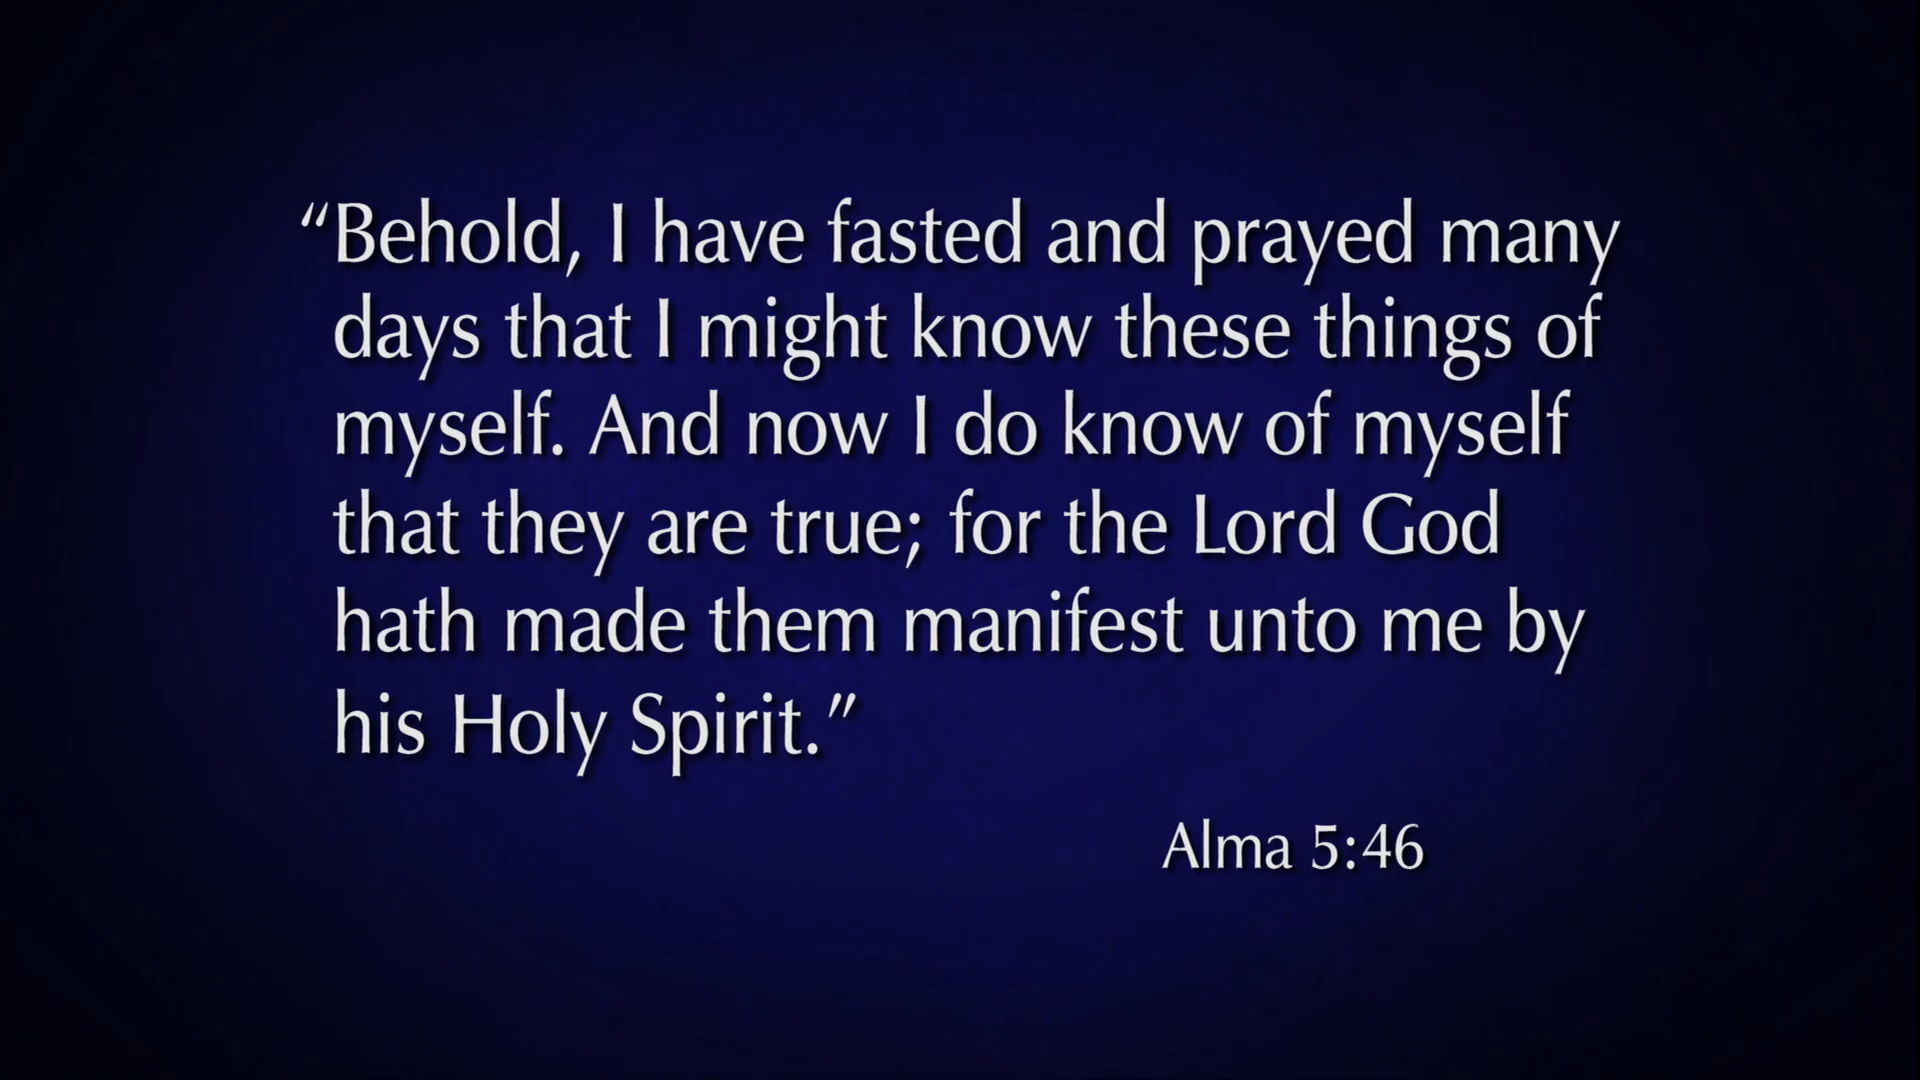 “Behold, I have fasted and prayed many
days that I might know these things of
myself. And now I do know of myself
that they are true; for the Lord God
hath made them manifest unto me by
his Holy Spirit.”
Alma 5:46